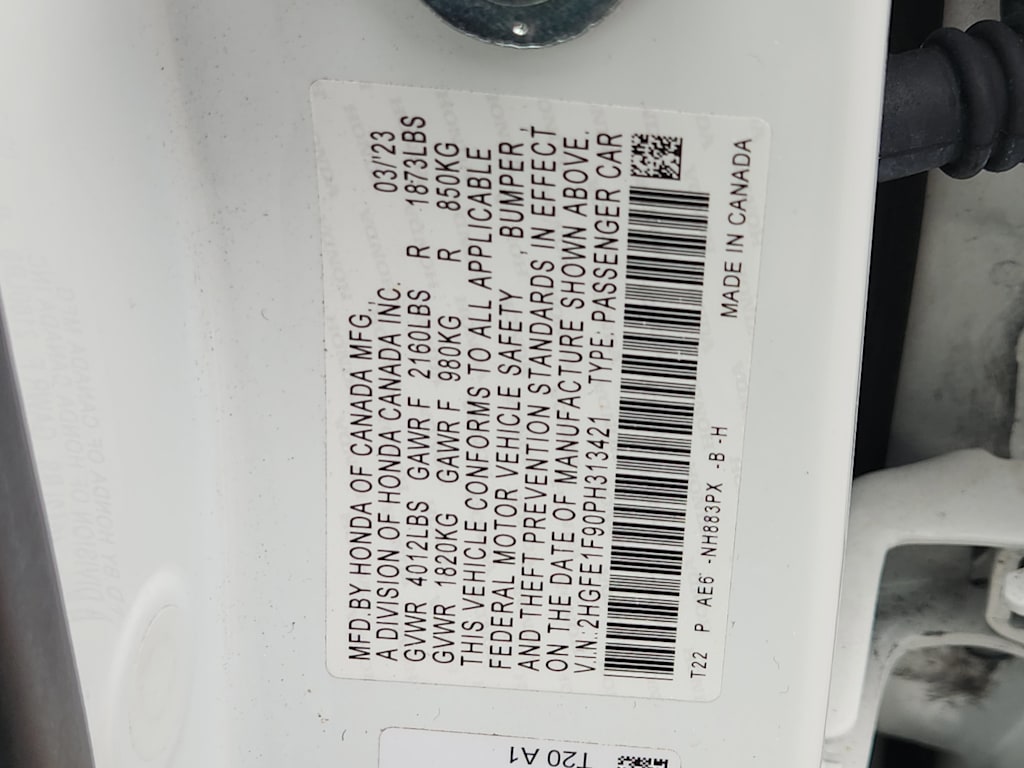 MFD.BY HONDA OF CANADA MFG.,
A DIVISION OF HONDA CANADA INC. 03/'23
GVWR 4012LBS GAWR F 2160LBS R 1873LBS
GVWR 1820KG GAWR F 980KG R 850KG
THIS VEHICLE CONFORMS TO ALL APPLICABLE
FEDERAL MOTOR VEHICLE SAFETY, BUMPER,
AND THEFT PREVENTION STANDARDS IN EFFECT
ON THE DATE OF MANUFACTURE SHOWN ABOVE.
V.I.N.:2HGFE1F90PH313421 TYPE: PASSENGER CAR
T22 P AE6 -NH883PX -B -H
MADE IN CANADA
T20 A1